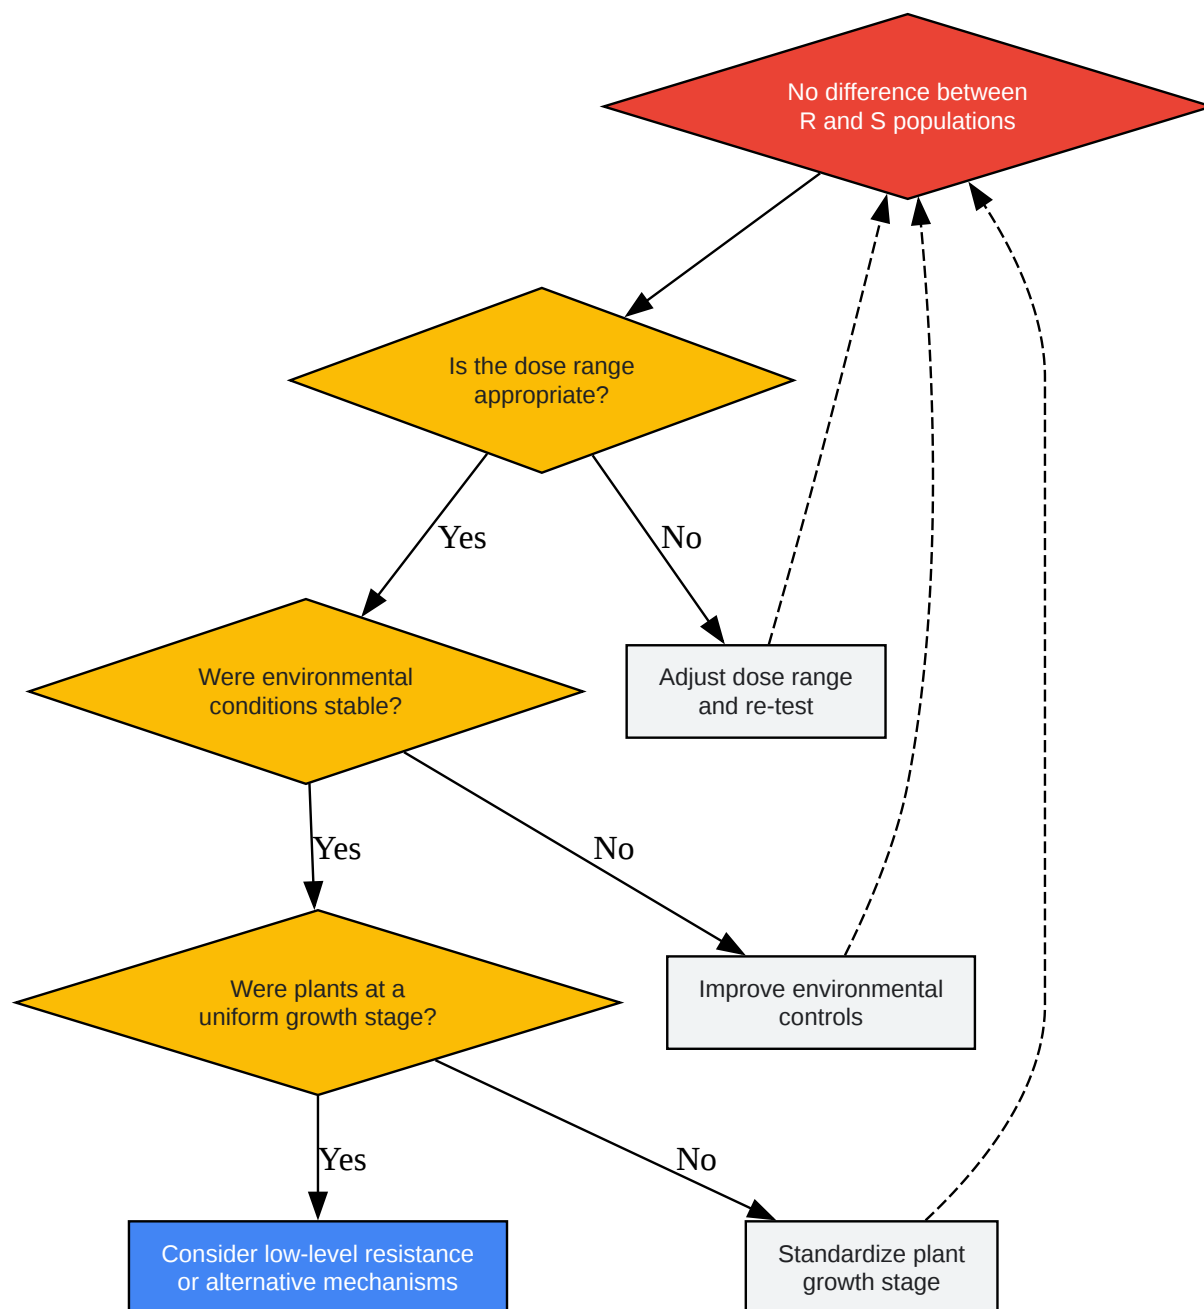 No difference between
R and S populations
Is the dose range
appropriate?
Yes
No
Were environmental
conditions stable?
Adjust dose range
and re-test
Yes
No
Were plants at a
uniform growth stage?
Improve environmental
controls
Yes
No
Consider low-level resistance
or alternative mechanisms
Standardize plant
growth stage